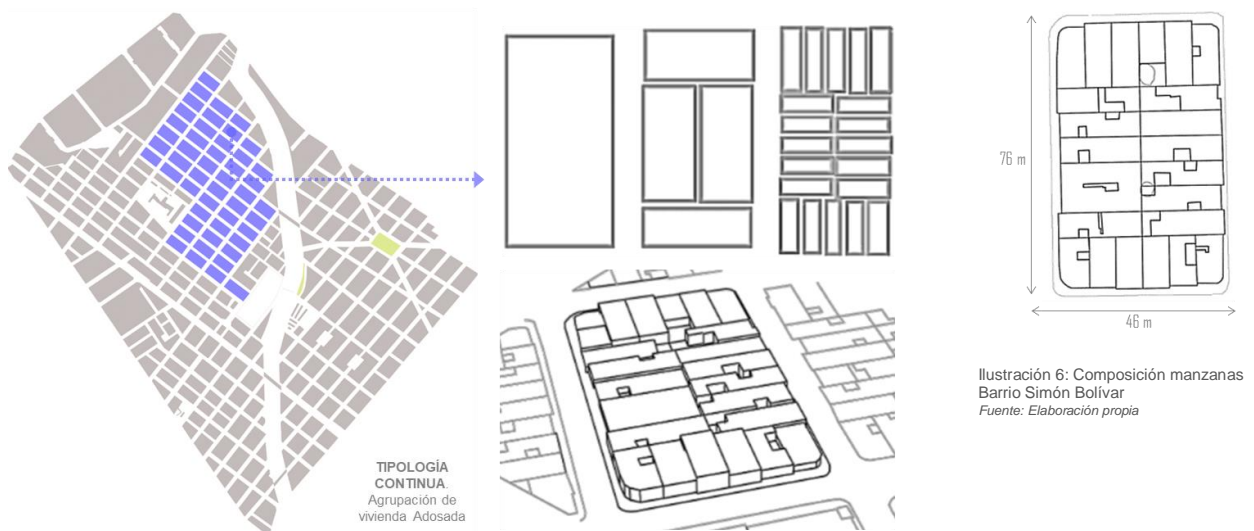 TIPOLOGÍA
CONTINUA.
Agrupación de
vivienda Adosada
76 m
46 m
Ilustración 6: Composición manzanas
Barrio Simón Bolívar
Fuente: Elaboración propia